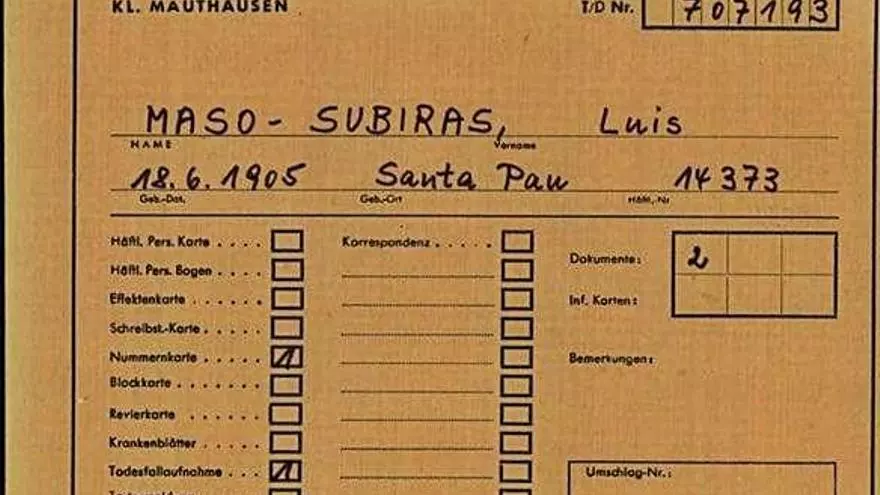 KL. MAUTHAUSEN T/D Nr. 707193
MASO - SUBIRAS, Luis
NAME Vorname
18.6.1905 Santa Pau 14373
Geb.-Dat. Geb.-Ort Häftl.-Nr.
Häftl. Pers. Karte . . . . Korrespondenz . . . . .
Häftl. Pers. Bogen . . . . Dokumente: 2
Effektenkarte . . . . . . Inf. Karten:
Schreibst.-Karte . . . . .
Nummernkarte . . . . . 1 Bemerkungen:
Blockkarte . . . . . . .
Revierkarte . . . . .
Krankenblätter . . . . .
Todesfallaufnahme . . . 1 Umschlag-Nr.: